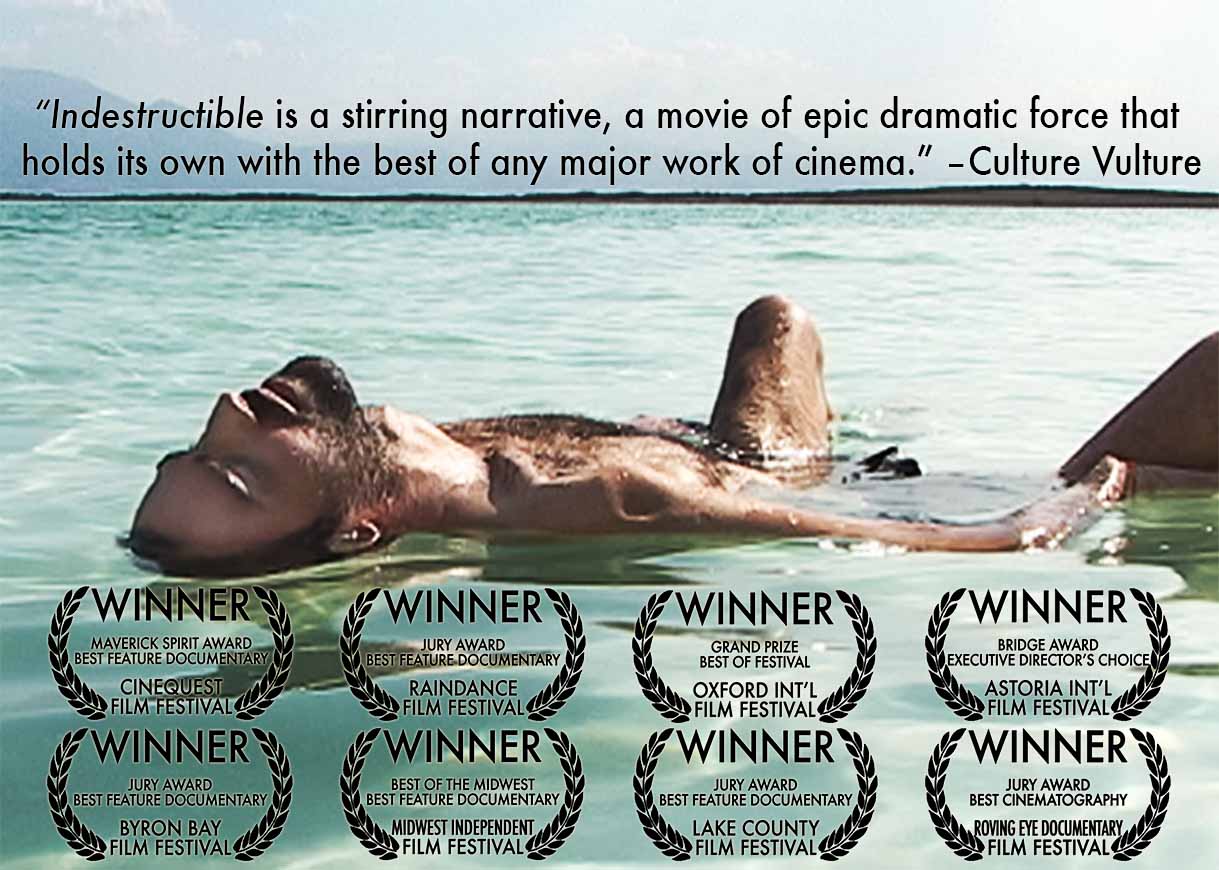 “Indestructible is a stirring narrative, a movie of epic dramatic force that
holds its own with the best of any major work of cinema.” –Culture Vulture
WINNER
MAVERICK SPIRIT AWARD
BEST FEATURE DOCUMENTARY
CINEQUEST
FILM FESTIVAL
WINNER
JURY AWARD
BEST FEATURE DOCUMENTARY
RAINDANCE
FILM FESTIVAL
WINNER
GRAND PRIZE
BEST OF FESTIVAL
OXFORD INT'L
FILM FESTIVAL
WINNER
BRIDGE AWARD
EXECUTIVE DIRECTOR'S CHOICE
ASTORIA INT'L
FILM FESTIVAL
WINNER
JURY AWARD
BEST FEATURE DOCUMENTARY
BYRON BAY
FILM FESTIVAL
WINNER
BEST OF THE MIDWEST
BEST FEATURE DOCUMENTARY
MIDWEST INDEPENDENT
FILM FESTIVAL
WINNER
JURY AWARD
BEST FEATURE DOCUMENTARY
LAKE COUNTY
FILM FESTIVAL
WINNER
JURY AWARD
BEST CINEMATOGRAPHY
ROVING EYE DOCUMENTARY
FILM FESTIVAL